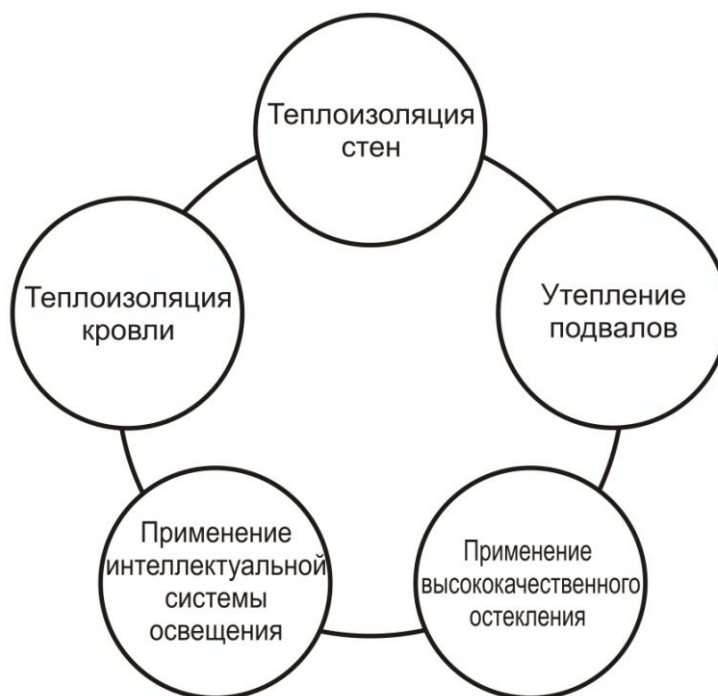 Теплоизоляция
стен
Теплоизоляция
кровли
Утепление
подвалов
Применение
интеллектуальной
системы
освещения
Применение
высококачественного
остекления